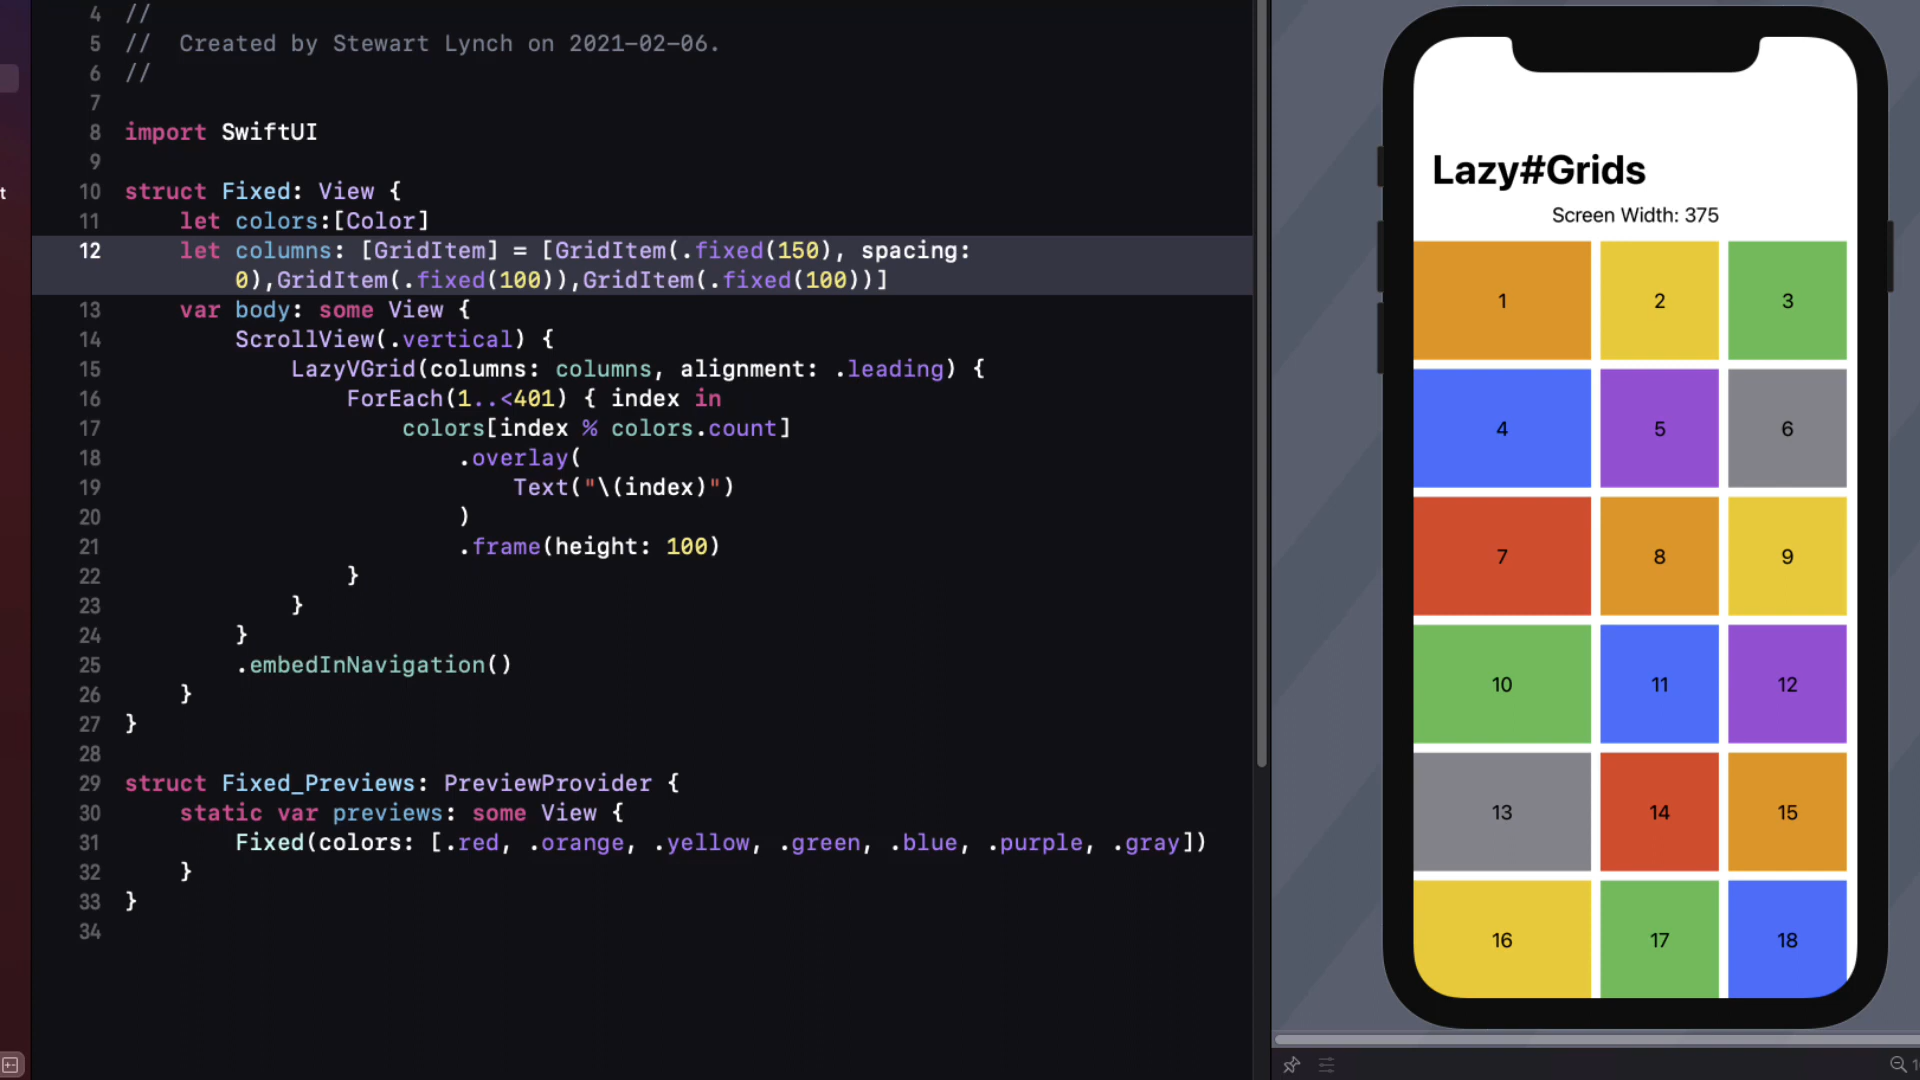 t
4 //
5 //  Created by Stewart Lynch on 2021-02-06.
6 //
7
8 import SwiftUI
9
10 struct Fixed: View {
11     let colors:[Color]
12     let columns: [GridItem] = [GridItem(.fixed(150), spacing:
        0),GridItem(.fixed(100)),GridItem(.fixed(100))]
13     var body: some View {
14         ScrollView(.vertical) {
15             LazyVGrid(columns: columns, alignment: .leading) {
16                 ForEach(1..<401) { index in
17                     colors[index % colors.count]
18                         .overlay(
19                             Text("\(index)")
20                         )
21                         .frame(height: 100)
22                 }
23             }
24         }
25         .embedInNavigation()
26     }
27 }
28
29 struct Fixed_Previews: PreviewProvider {
30     static var previews: some View {
31         Fixed(colors: [.red, .orange, .yellow, .green, .blue, .purple, .gray])
32     }
33 }
34
Lazy#Grids
Screen Width: 375
1 2 3
4 5 6
7 8 9
10 11 12
13 14 15
16 17 18